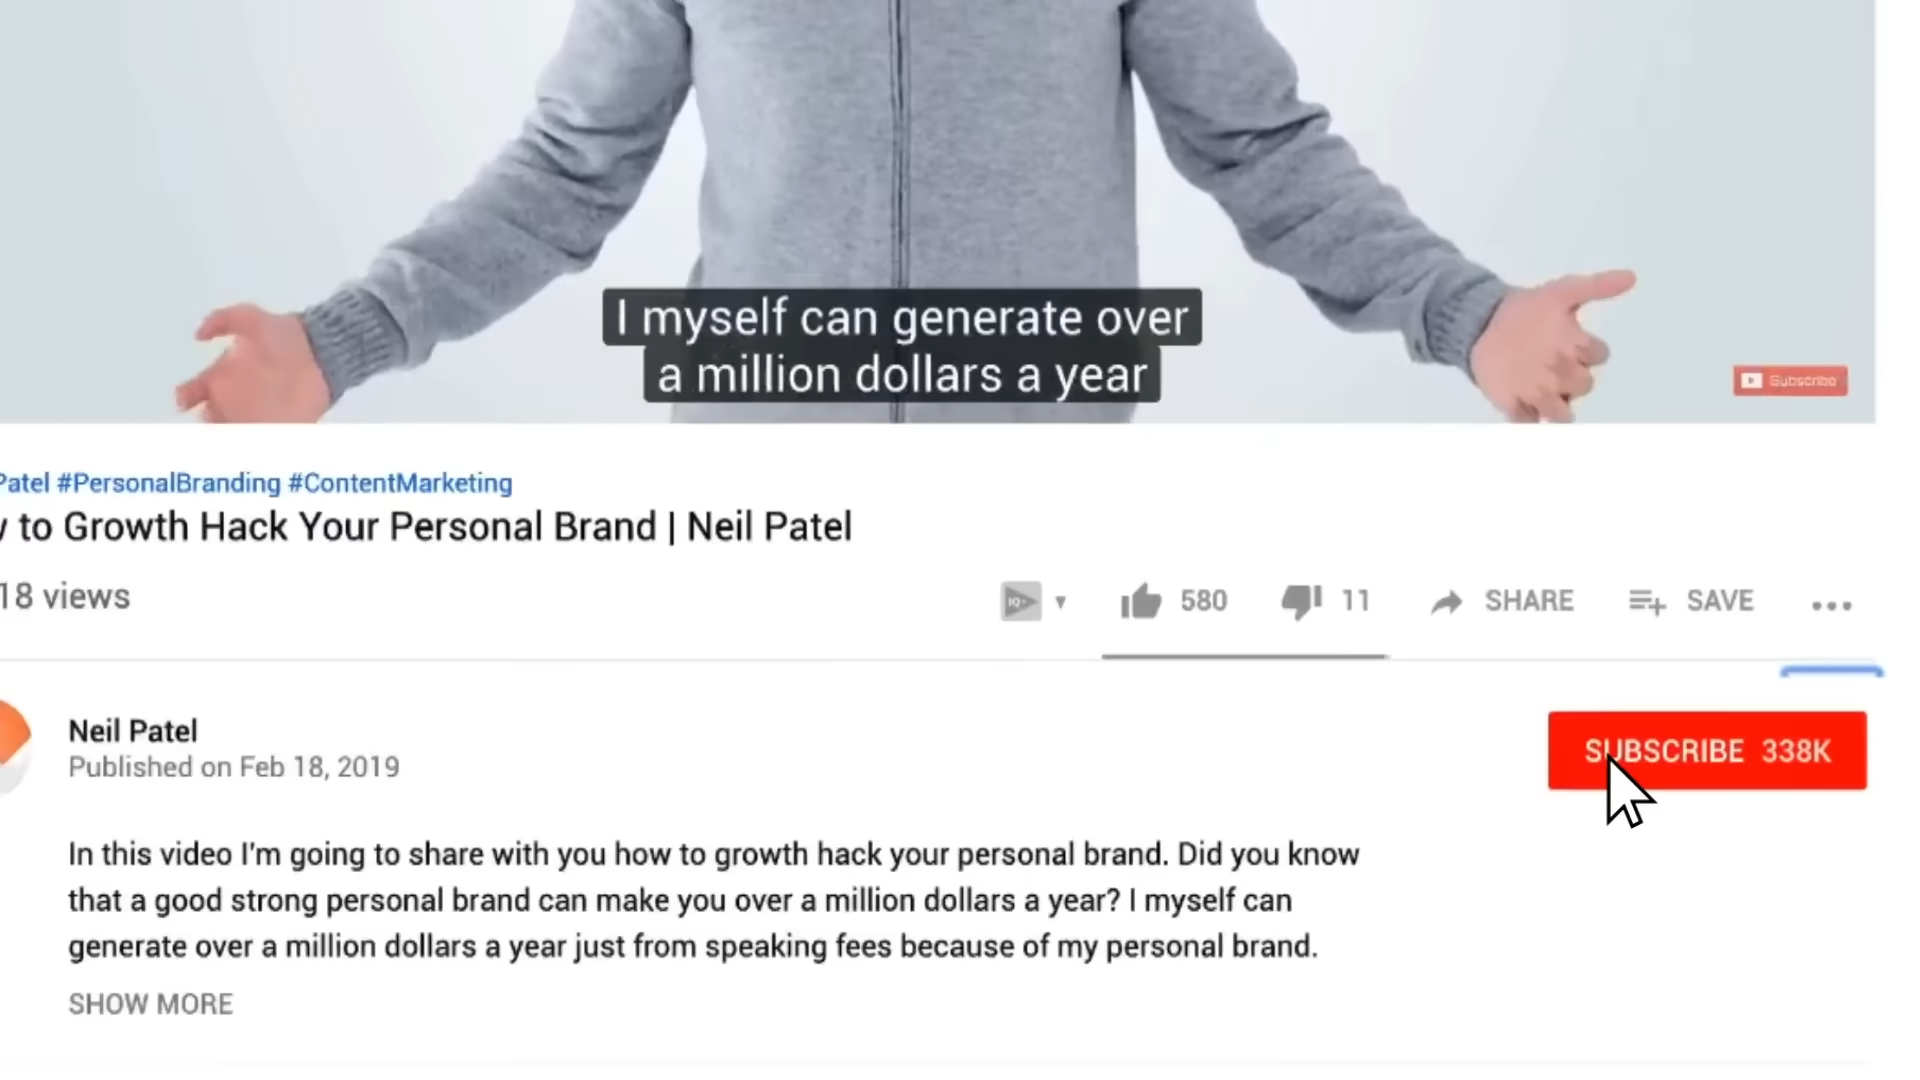 I myself can generate over
a million dollars a year
Subscribe
Patel #PersonalBranding #ContentMarketing
to Growth Hack Your Personal Brand | Neil Patel
18 views
IQ
580
11
SHARE
SAVE
Neil Patel
Published on Feb 18, 2019
SUBSCRIBE 338K
In this video I'm going to share with you how to growth hack your personal brand. Did you know
that a good strong personal brand can make you over a million dollars a year? I myself can
generate over a million dollars a year just from speaking fees because of my personal brand.
SHOW MORE